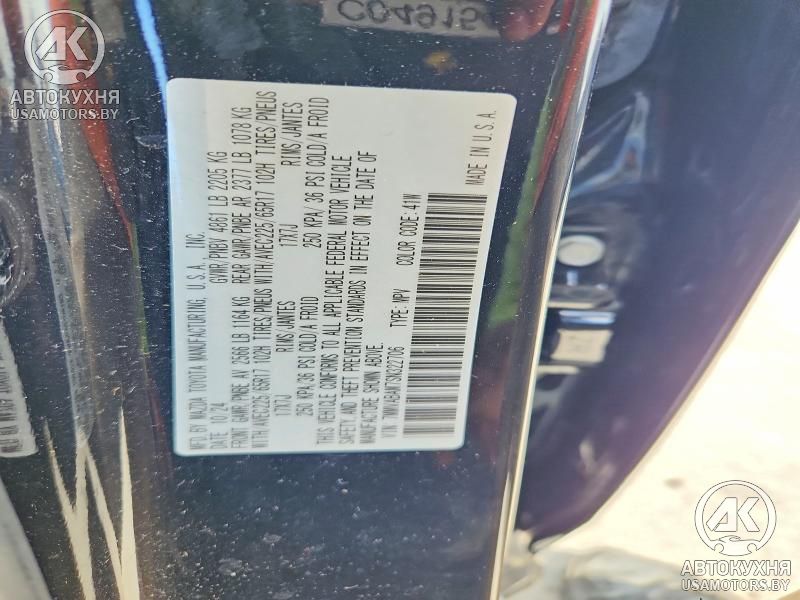 MFD. BY MAZDA TOYOTA MANUFACTURING, U.S.A., INC.
DATE 10/24 GVWR/PNBV 4861 LB 2205 KG
FRONT GAWR/PNBE AV 2566 LB 1164 KG REAR GAWR/PNBE AR 2377 LB 1078 KG
WITH/AVEC225/65R17 102H TIRES/PNEUS WITH/AVEC225/65R17 102H TIRES/PNEUS
17X7J RIMS/JANTES 17X7J RIMS/JANTES
250 KPA/36 PSI COLD/A FROID 250 KPA/ 36 PSI COLD/A FROID
THIS VEHICLE CONFORMS TO ALL APPLICABLE FEDERAL MOTOR VEHICLE
SAFETY, AND THEFT PREVENTION STANDARDS IN EFFECT ON THE DATE OF
MANUFACTURE SHOWN ABOVE. COLOR CODE: 41W
TYPE: MPV
MADE IN U.S.A.
C04915
АК
АВТОКУХНЯ
USAMOTORS.BY
АК
АВТОКУХНЯ
USAMOTORS.BY